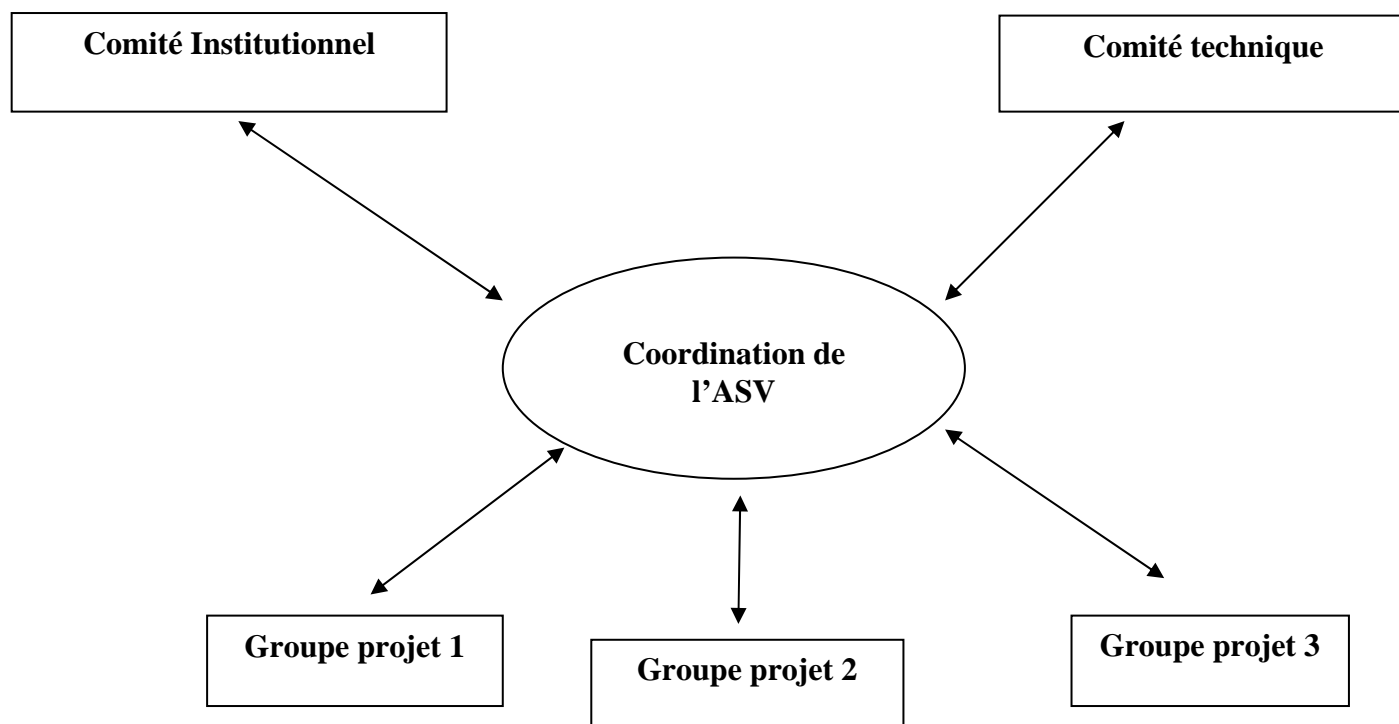 Comité Institutionnel
Comité technique
Coordination de
l’ASV
Groupe projet 1
Groupe projet 2
Groupe projet 3